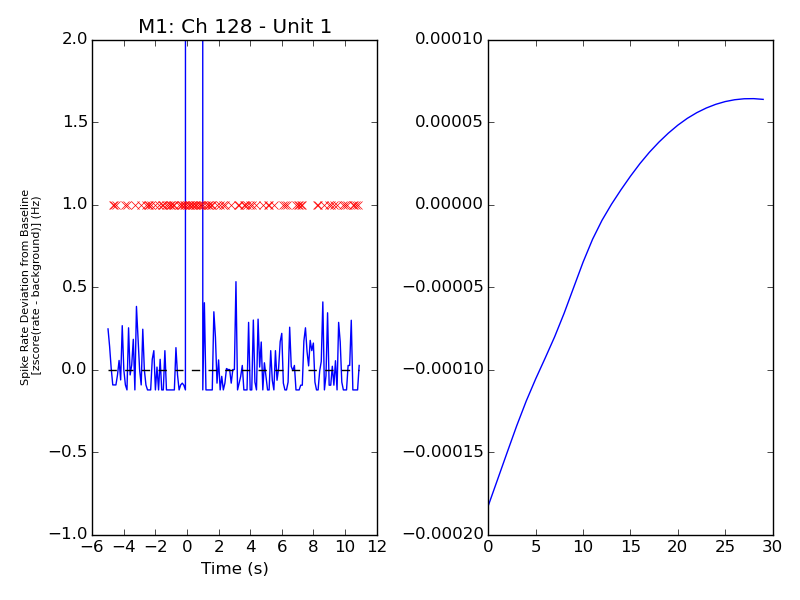 M1: Ch 128 - Unit 1
Spike Rate Deviation from Baseline
[zscore(rate - background)] (Hz)
2.0
1.5
1.0
0.5
0.0
−0.5
−1.0
−6 −4 −2 0 2 4 6 8 10 12
Time (s)
0.00010
0.00005
0.00000
−0.00005
−0.00010
−0.00015
−0.00020
0 5 10 15 20 25 30